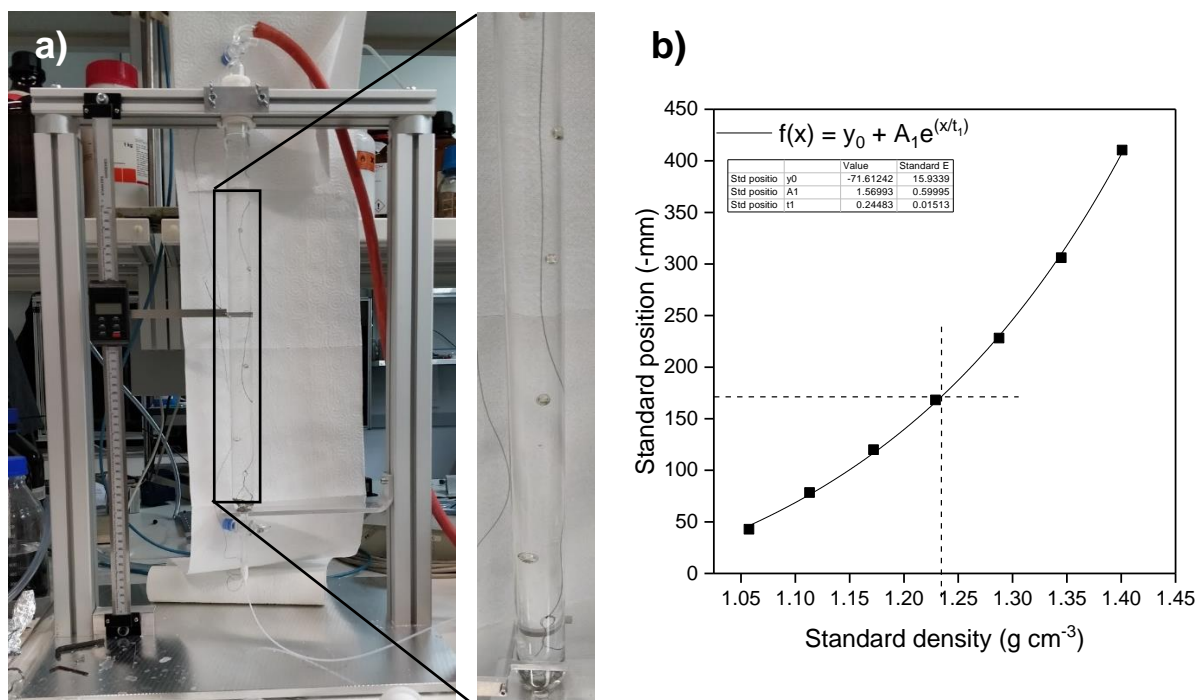 a)
b)
f(x) = y0 + A1e(x/t1)
Value Standard E
Std positio y0 -71.61242 15.9339
Std positio A1 1.56993 0.59995
Std positio t1 0.24483 0.01513
450
400
350
300
250
200
150
100
50
0
Standard position (-mm)
1.05 1.10 1.15 1.20 1.25 1.30 1.35 1.40 1.45
Standard density (g cm-3)